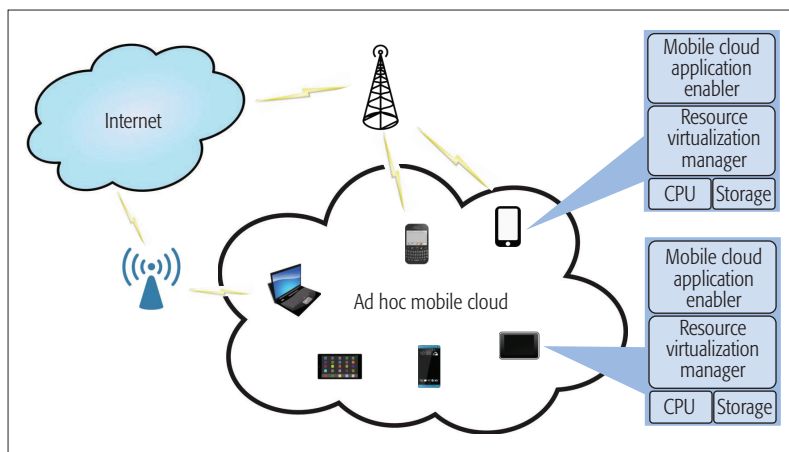 Internet
Ad hoc mobile cloud
Mobile cloud
application
enabler
Resource
virtualization
manager
CPU Storage
Mobile cloud
application
enabler
Resource
virtualization
manager
CPU Storage